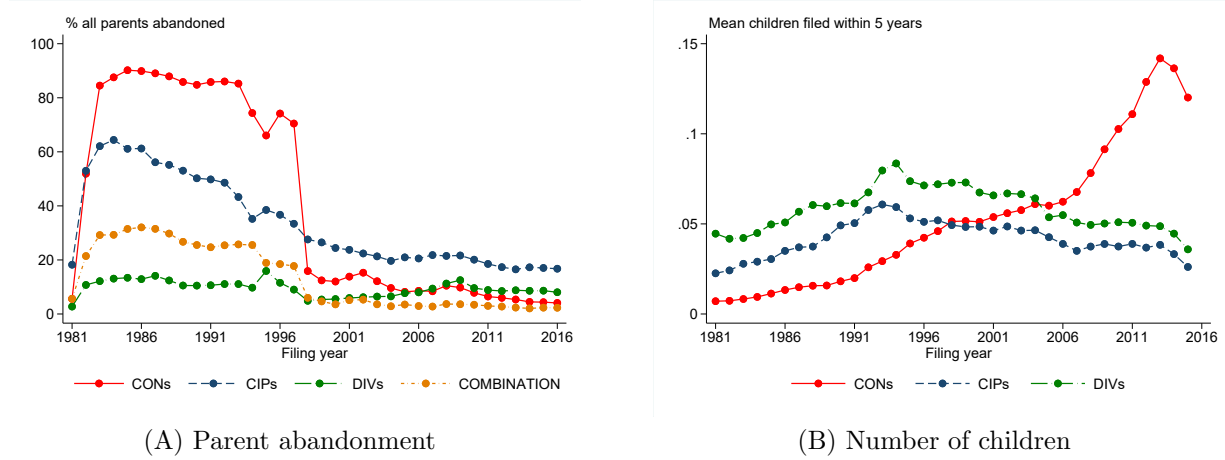 % all parents abandoned
100
80
60
40
20
0
1981 1986 1991 1996 2001 2006 2011 2016
Filing year
CONs CIPs DIVs COMBINATION
(A) Parent abandonment
Mean children filed within 5 years
.15
.1
.05
0
1981 1986 1991 1996 2001 2006 2011 2016
Filing year
CONs CIPs DIVs
(B) Number of children